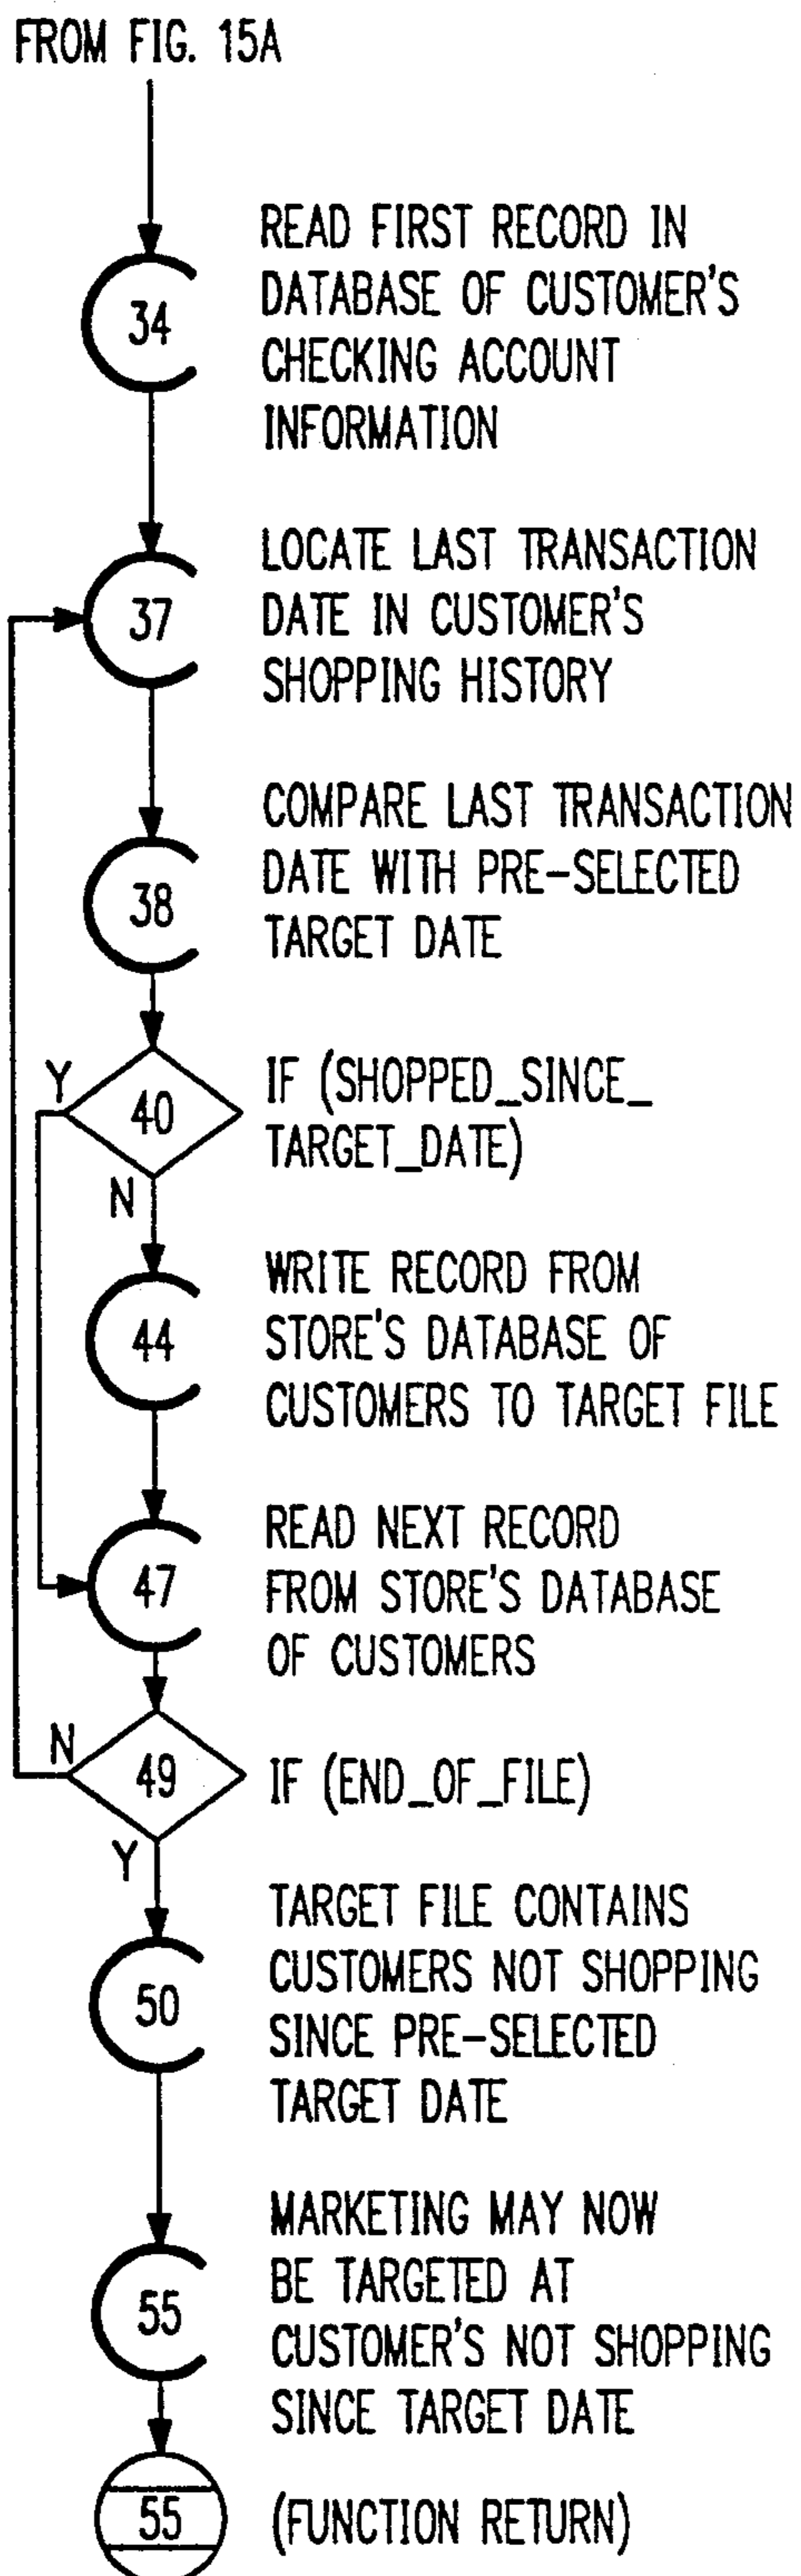 FROM FIG. 15A
34
READ FIRST RECORD IN
DATABASE OF CUSTOMER'S
CHECKING ACCOUNT
INFORMATION
37
LOCATE LAST TRANSACTION
DATE IN CUSTOMER'S
SHOPPING HISTORY
38
COMPARE LAST TRANSACTION
DATE WITH PRE-SELECTED
TARGET DATE
Y
40
N
IF (SHOPPED_SINCE_
TARGET_DATE)
44
WRITE RECORD FROM
STORE'S DATABASE OF
CUSTOMERS TO TARGET FILE
47
READ NEXT RECORD
FROM STORE'S DATABASE
OF CUSTOMERS
N
49
Y
IF (END_OF_FILE)
50
TARGET FILE CONTAINS
CUSTOMERS NOT SHOPPING
SINCE PRE-SELECTED
TARGET DATE
55
MARKETING MAY NOW
BE TARGETED AT
CUSTOMER'S NOT SHOPPING
SINCE TARGET DATE
55
(FUNCTION RETURN)